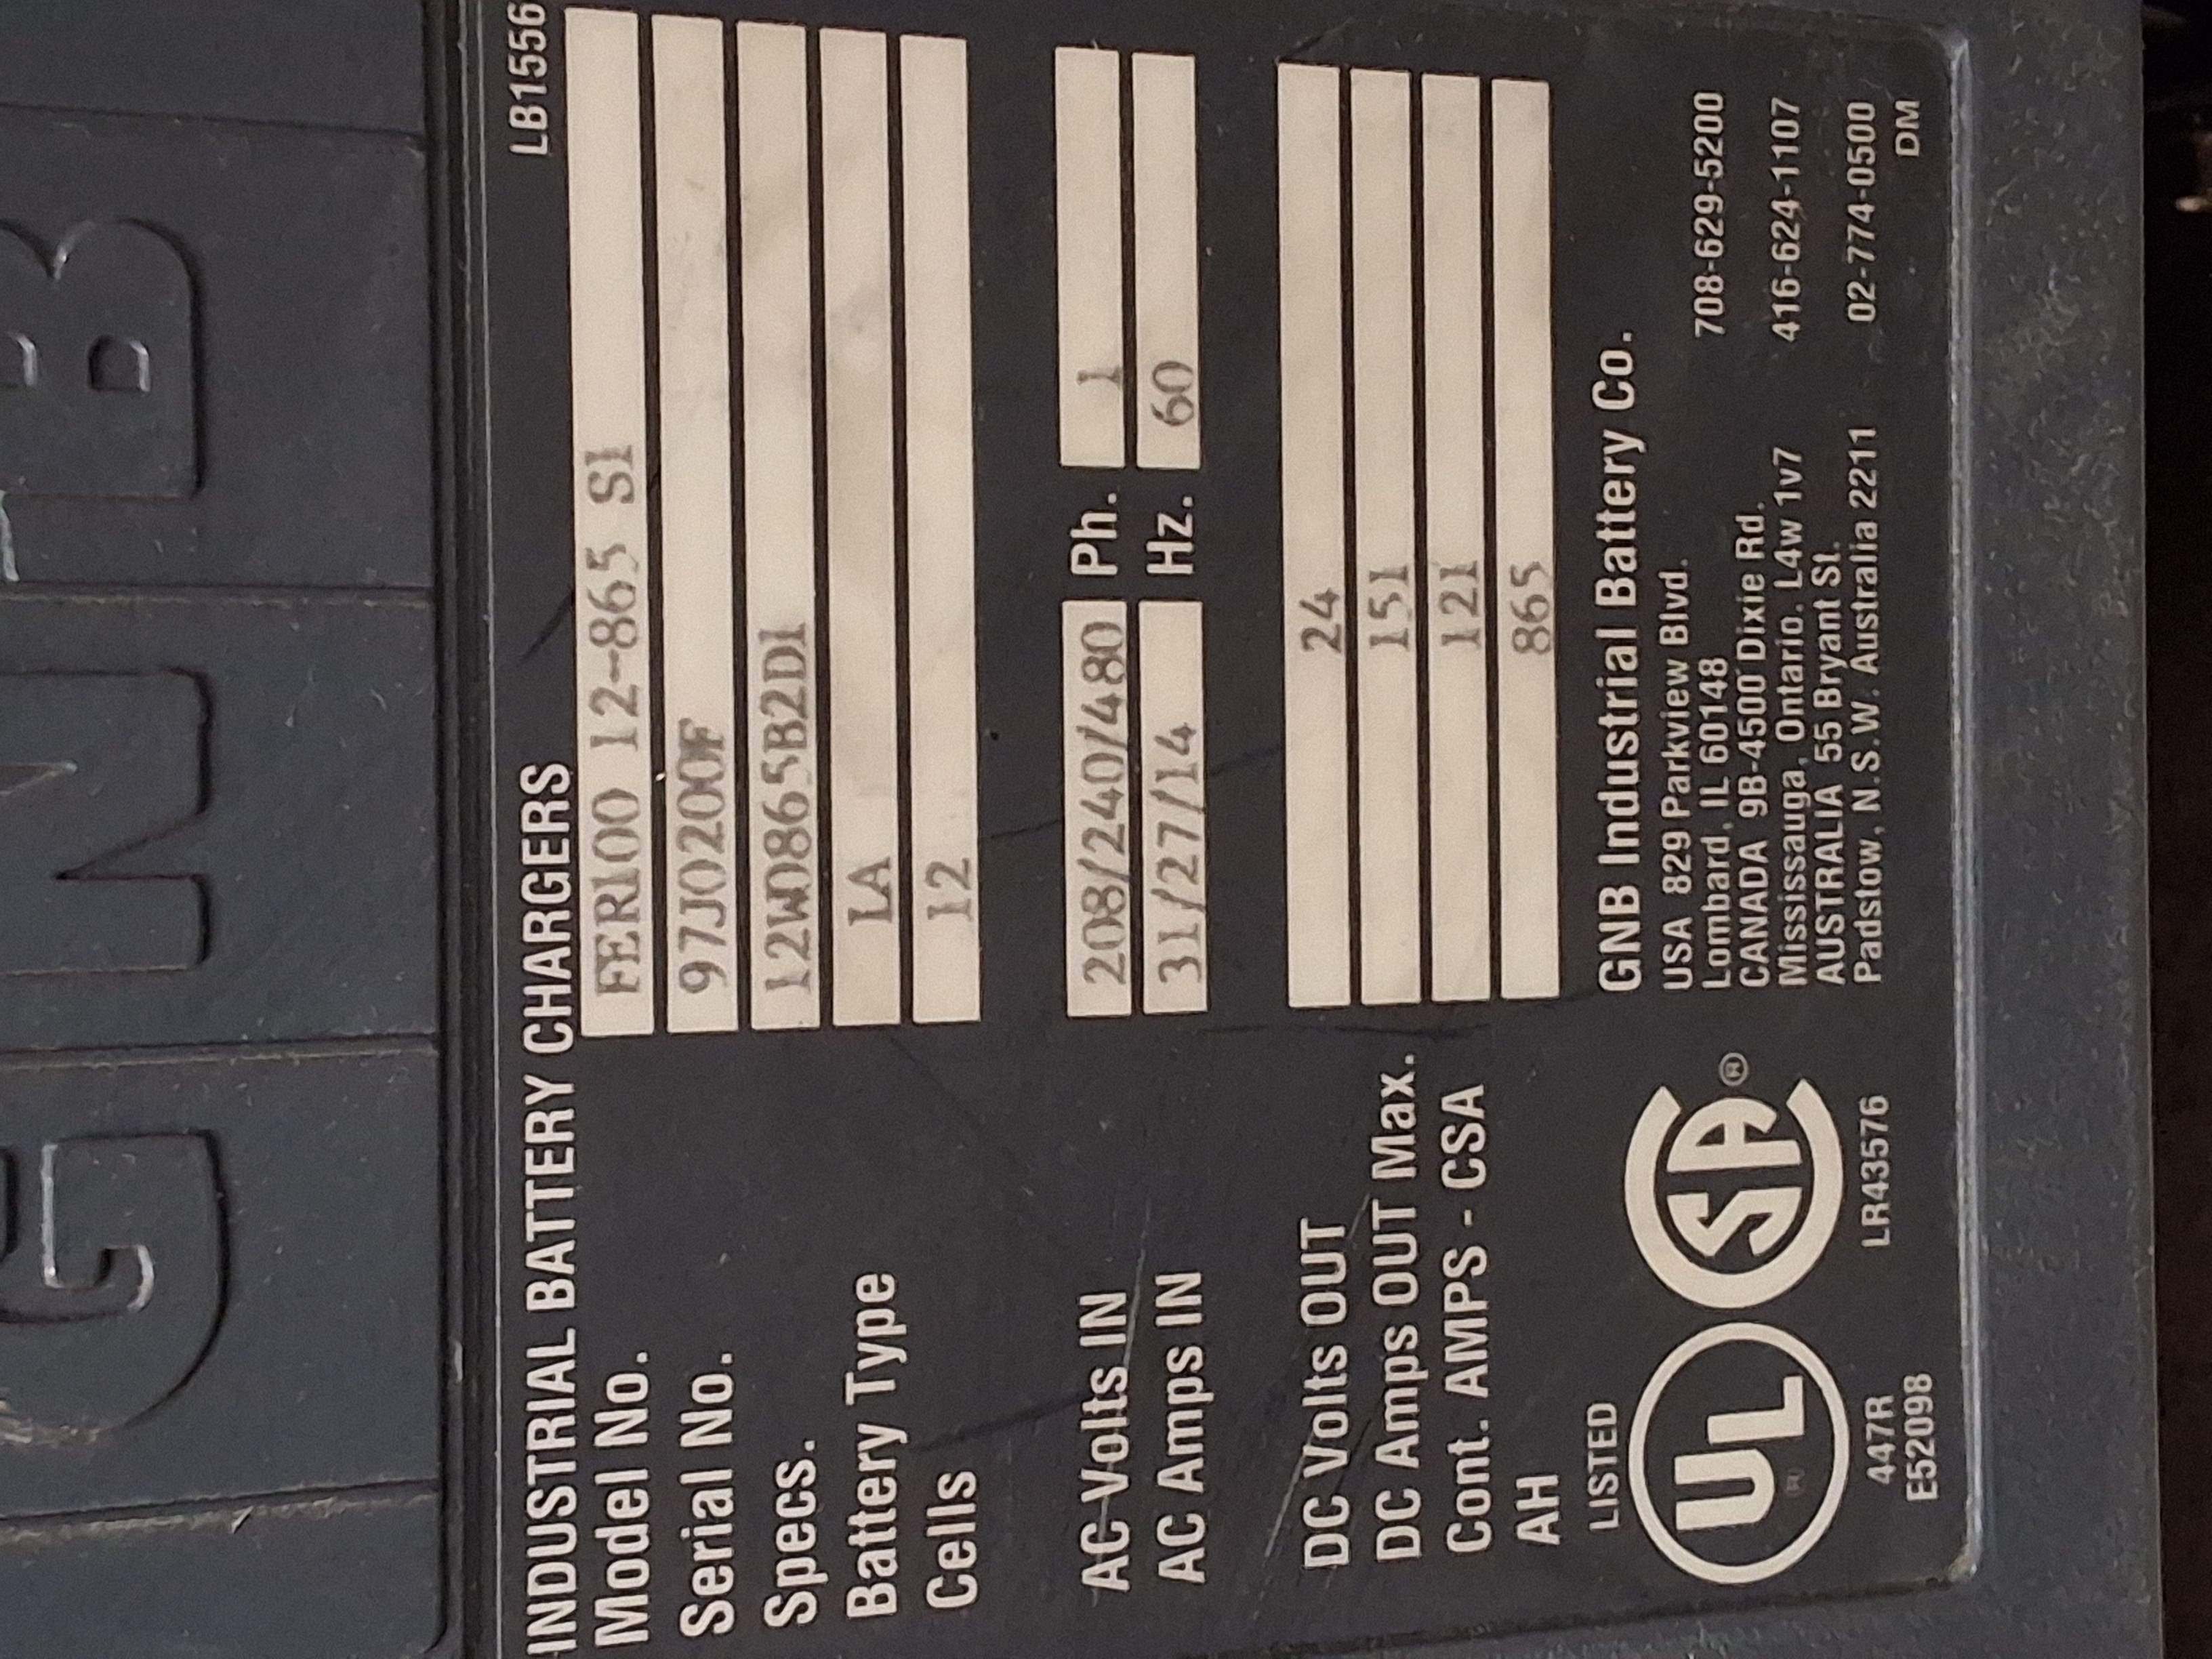 GNB
INDUSTRIAL BATTERY CHARGERS LB1556
Model No. FER100 12-865 S1
Serial No. 97J0200F
Specs. 12W0865B2D1
Battery Type LA
Cells 12
AC Volts IN 208/240/480 Ph. 1
AC Amps IN 31/27/14 Hz. 60
DC Volts OUT 24
DC Amps OUT Max. 151
Cont. AMPS - CSA 121
AH 865
LISTED
UL ®
447R
E52098
SA ®
LR43576
GNB Industrial Battery Co.
USA 829 Parkview Blvd.
Lombard, IL 60148 708-629-5200
CANADA 9B-4500 Dixie Rd.
Mississauga, Ontario. L4w 1v7 416-624-1107
AUSTRALIA 55 Bryant St.
Padstow, N.S.W. Australia 2211 02-774-0500
DM